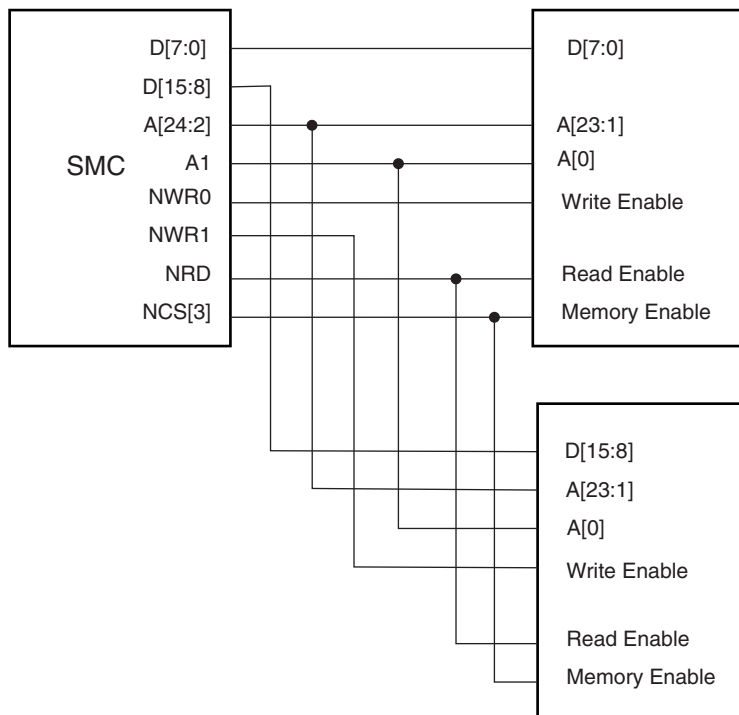 SMC
D[7:0]
D[15:8]
A[24:2]
A1
NWR0
NWR1
NRD
NCS[3]
D[7:0]
A[23:1]
A[0]
Write Enable
Read Enable
Memory Enable
D[15:8]
A[23:1]
A[0]
Write Enable
Read Enable
Memory Enable